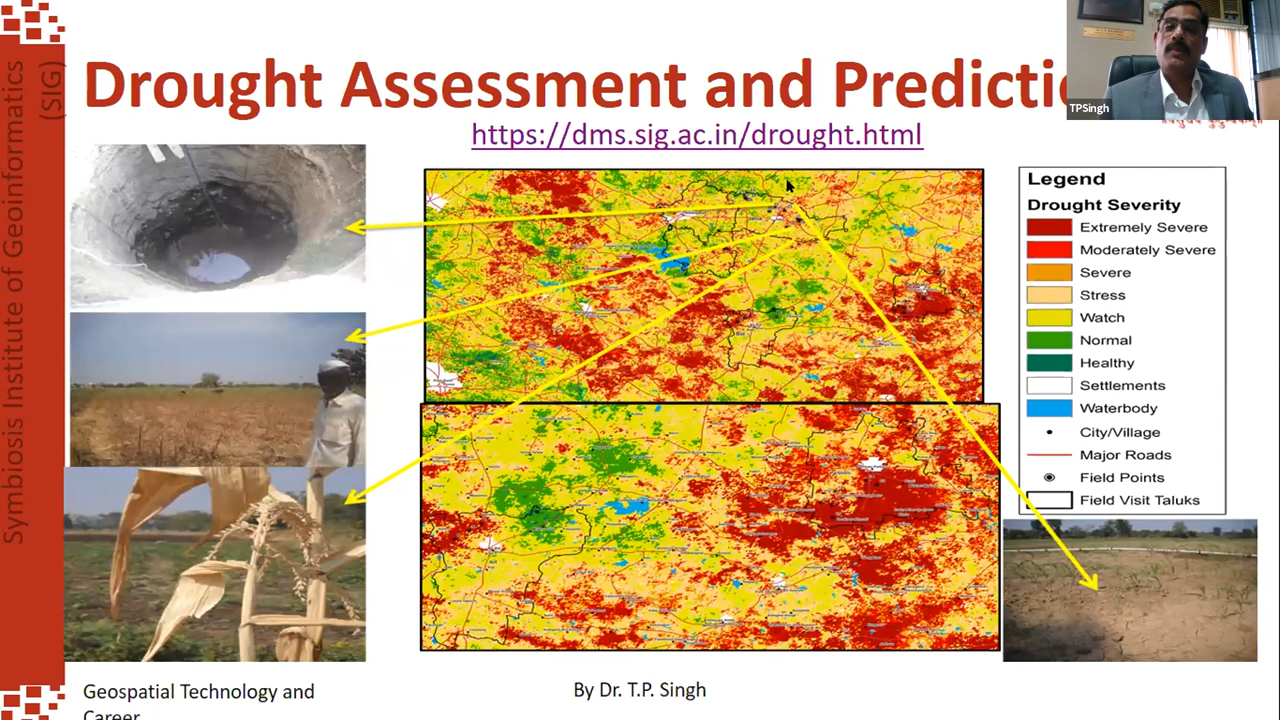 Symbiosis Institute of Geoinformatics
(SIG)
Drought Assessment and Predictio
https://dms.sig.ac.in/drought.html
TPSingh
Legend
Drought Severity
Extremely Severe
Moderately Severe
Severe
Stress
Watch
Normal
Healthy
Settlements
Waterbody
City/Village
Major Roads
Field Points
Field Visit Taluks
Geospatial Technology and
Career
By Dr. T.P. Singh